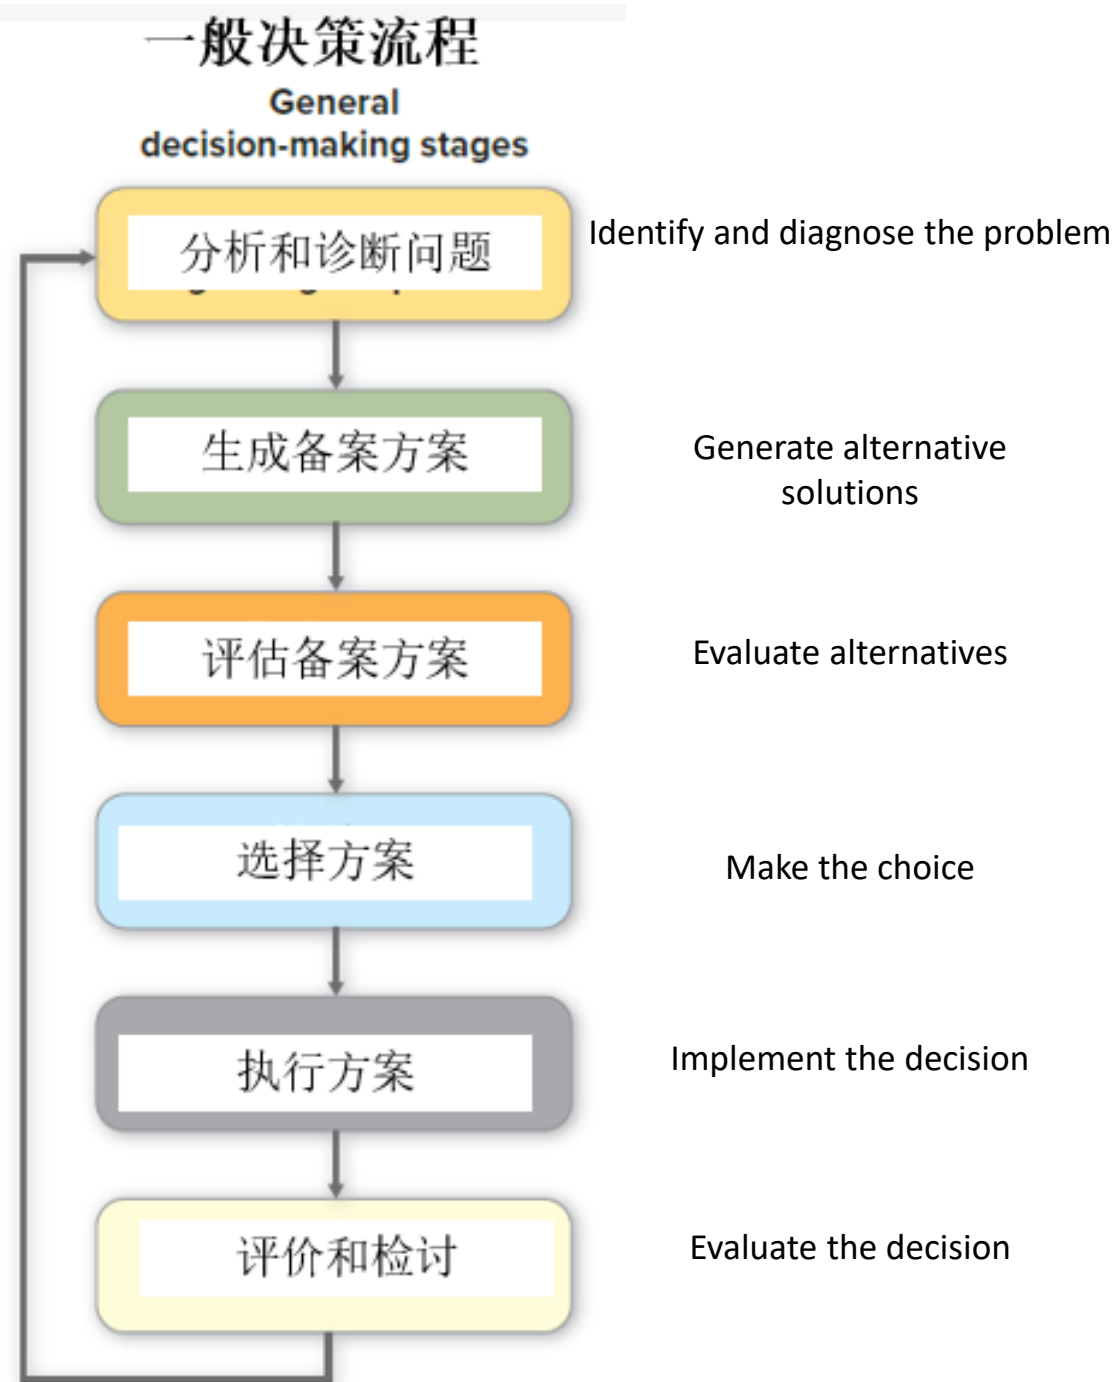 一般决策流程
General
decision-making stages
分析和诊断问题
Identify and diagnose the problem
生成备案方案
Generate alternative
solutions
评估备案方案
Evaluate alternatives
选择方案
Make the choice
执行方案
Implement the decision
评价和检讨
Evaluate the decision